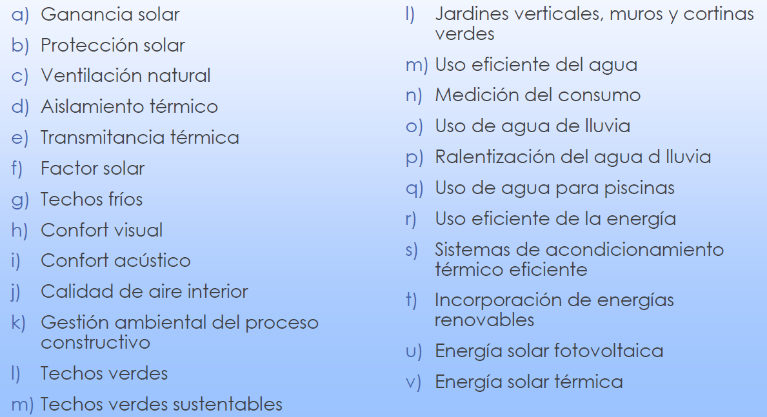 a) Ganancia solar
b) Protección solar
c) Ventilación natural
d) Aislamiento térmico
e) Transmitancia térmica
f) Factor solar
g) Techos fríos
h) Confort visual
i) Confort acústico
j) Calidad de aire interior
k) Gestión ambiental del proceso
constructivo
l) Techos verdes
m) Techos verdes sustentables
l) Jardines verticales, muros y cortinas
verdes
m) Uso eficiente del agua
n) Medición del consumo
o) Uso de agua de lluvia
p) Ralentización del agua d lluvia
q) Uso de agua para piscinas
r) Uso eficiente de la energía
s) Sistemas de acondicionamiento
térmico eficiente
t) Incorporación de energías
renovables
u) Energía solar fotovoltaica
v) Energía solar térmica